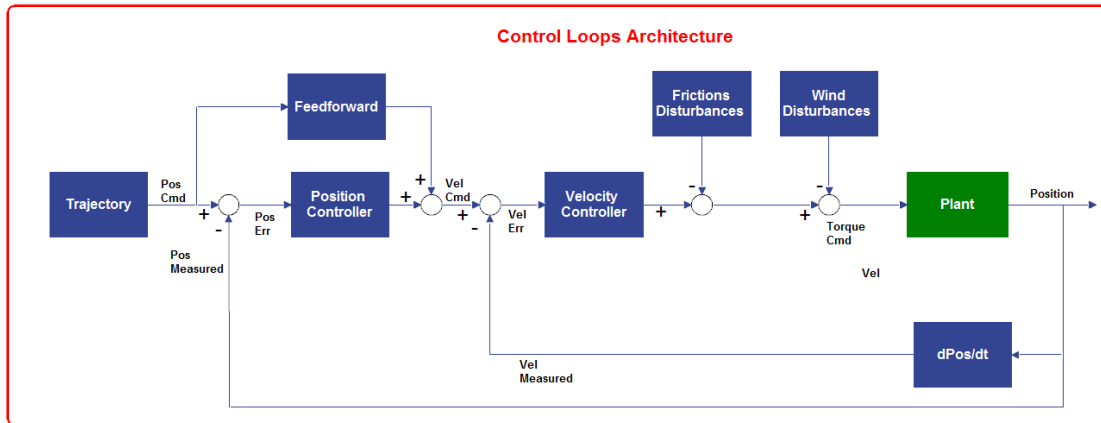 Control Loops Architecture
Feedforward
Frictions
Disturbances
Wind
Disturbances
Trajectory
Pos
Cmd
+
-
Pos
Err
Pos
Measured
Position
Controller
+
+
Vel
Cmd
+
-
Vel
Err
Velocity
Controller
+
-
+
-
Torque
Cmd
Plant
Position
Vel
dPos/dt
Vel
Measured